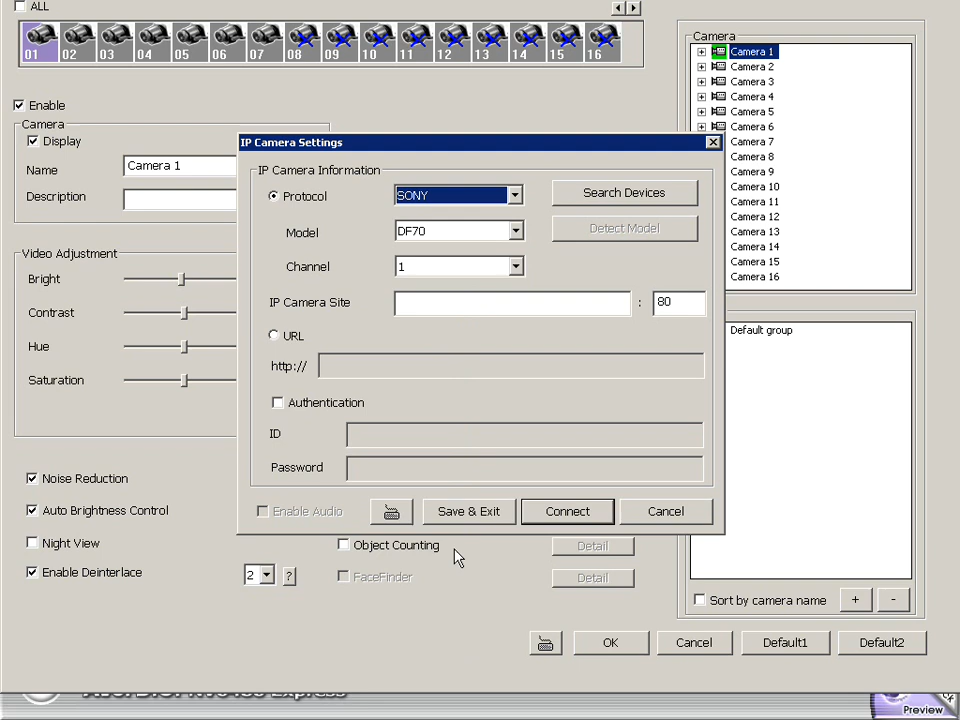 ALL
01 02 03 04 05 06 07 08 09 10 11 12 13 14 15 16
Enable
Camera
Display
Name Camera 1
Description
Video Adjustment
Bright
Contrast
Hue
Saturation
Noise Reduction
Auto Brightness Control
Night View
Enable Deinterlace 2 ?
IP Camera Settings
IP Camera Information
Protocol SONY Search Devices
Model DF70 Detect Model
Channel 1
IP Camera Site : 80
URL
http://
Authentication
ID
Password
Enable Audio Save & Exit Connect Cancel
Object Counting Detail
FaceFinder Detail
Camera
Camera 1
Camera 2
Camera 3
Camera 4
Camera 5
Camera 6
Camera 7
Camera 8
Camera 9
Camera 10
Camera 11
Camera 12
Camera 13
Camera 14
Camera 15
Camera 16
Default group
Sort by camera name + -
OK Cancel Default1 Default2
Preview